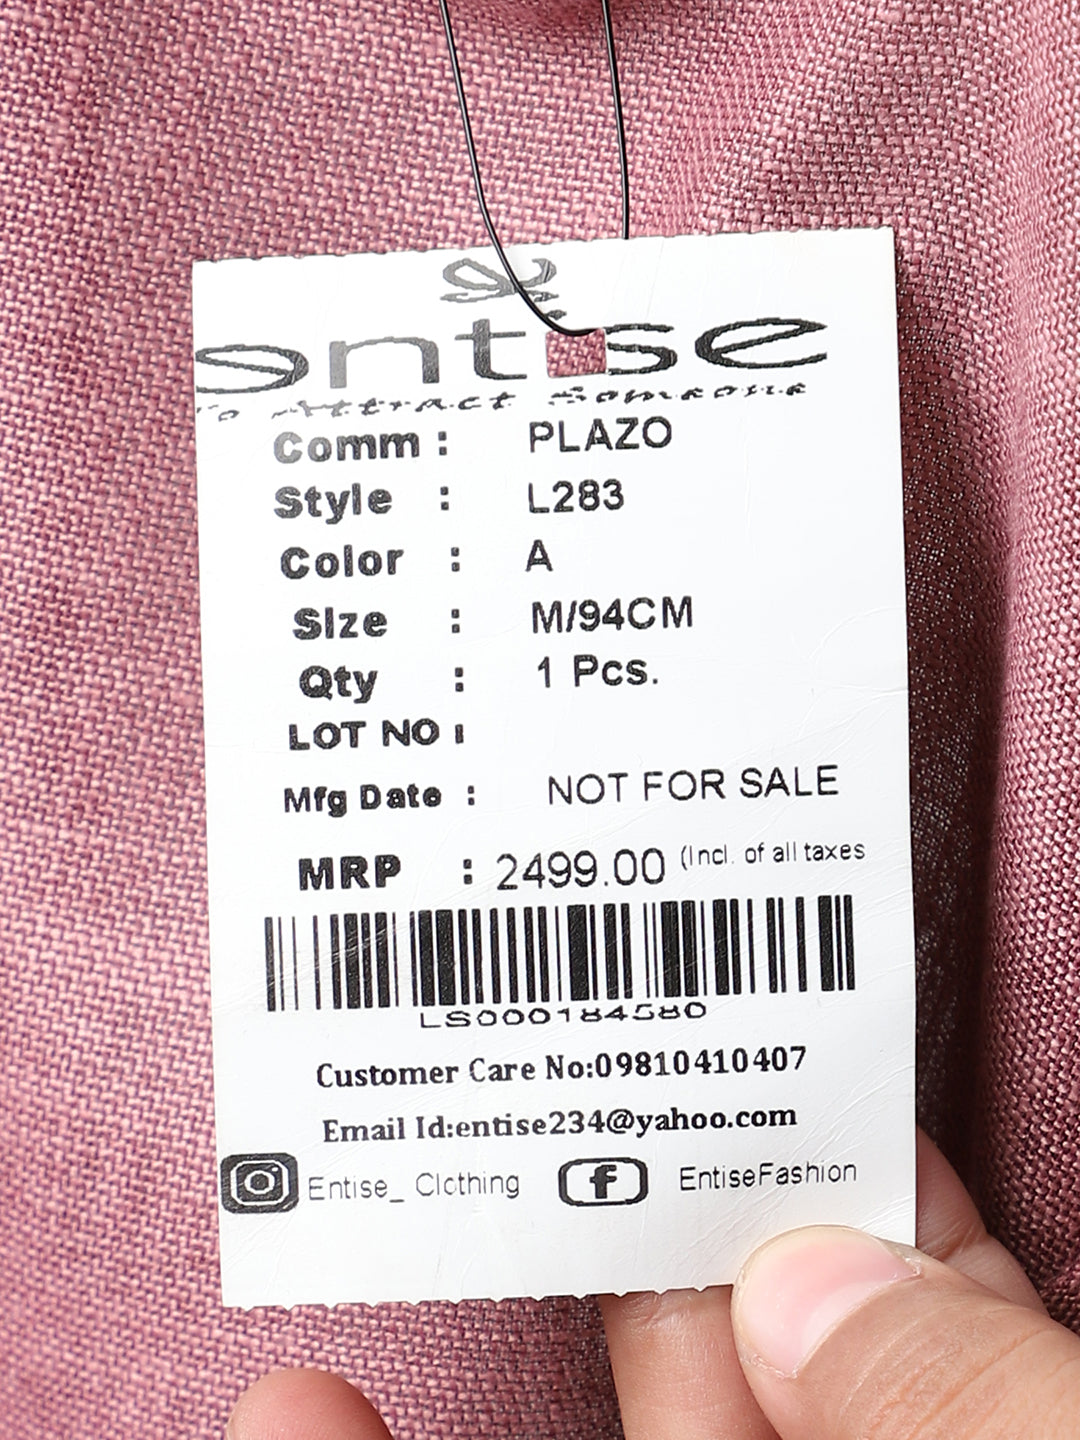 entise
To Attract Someone
Comm : PLAZO
Style : L283
Color : A
Size : M/94CM
Qty : 1 Pcs.
LOT NO :
Mfg Date : NOT FOR SALE
MRP : 2499.00 (Incl. of all taxes
LS000184580
Customer Care No:09810410407
Email Id:entise234@yahoo.com
Entise_ Clothing EntiseFashion